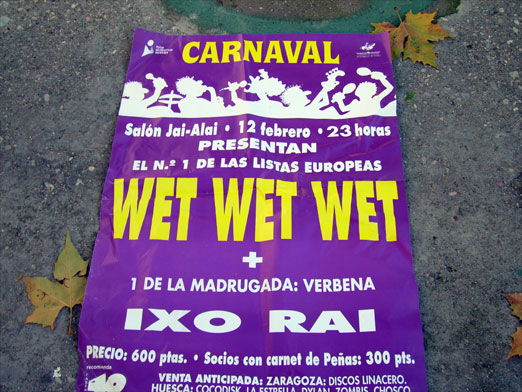 CARNAVAL
Salón Jai-Alai • 12 febrero • 23 horas
PRESENTAN
EL N.º 1 DE LAS LISTAS EUROPEAS
WET WET WET
+
1 DE LA MADRUGADA: VERBENA
IXO RAI
PRECIO: 600 ptas. • Socios con carnet de Peñas: 300 pts.
recomienda
40
VENTA ANTICIPADA: ZARAGOZA: DISCOS LINACERO.
HUESCA: COCODISK, LA ESTRELLA, DYLAN, ZOMBIS, CHOSCO